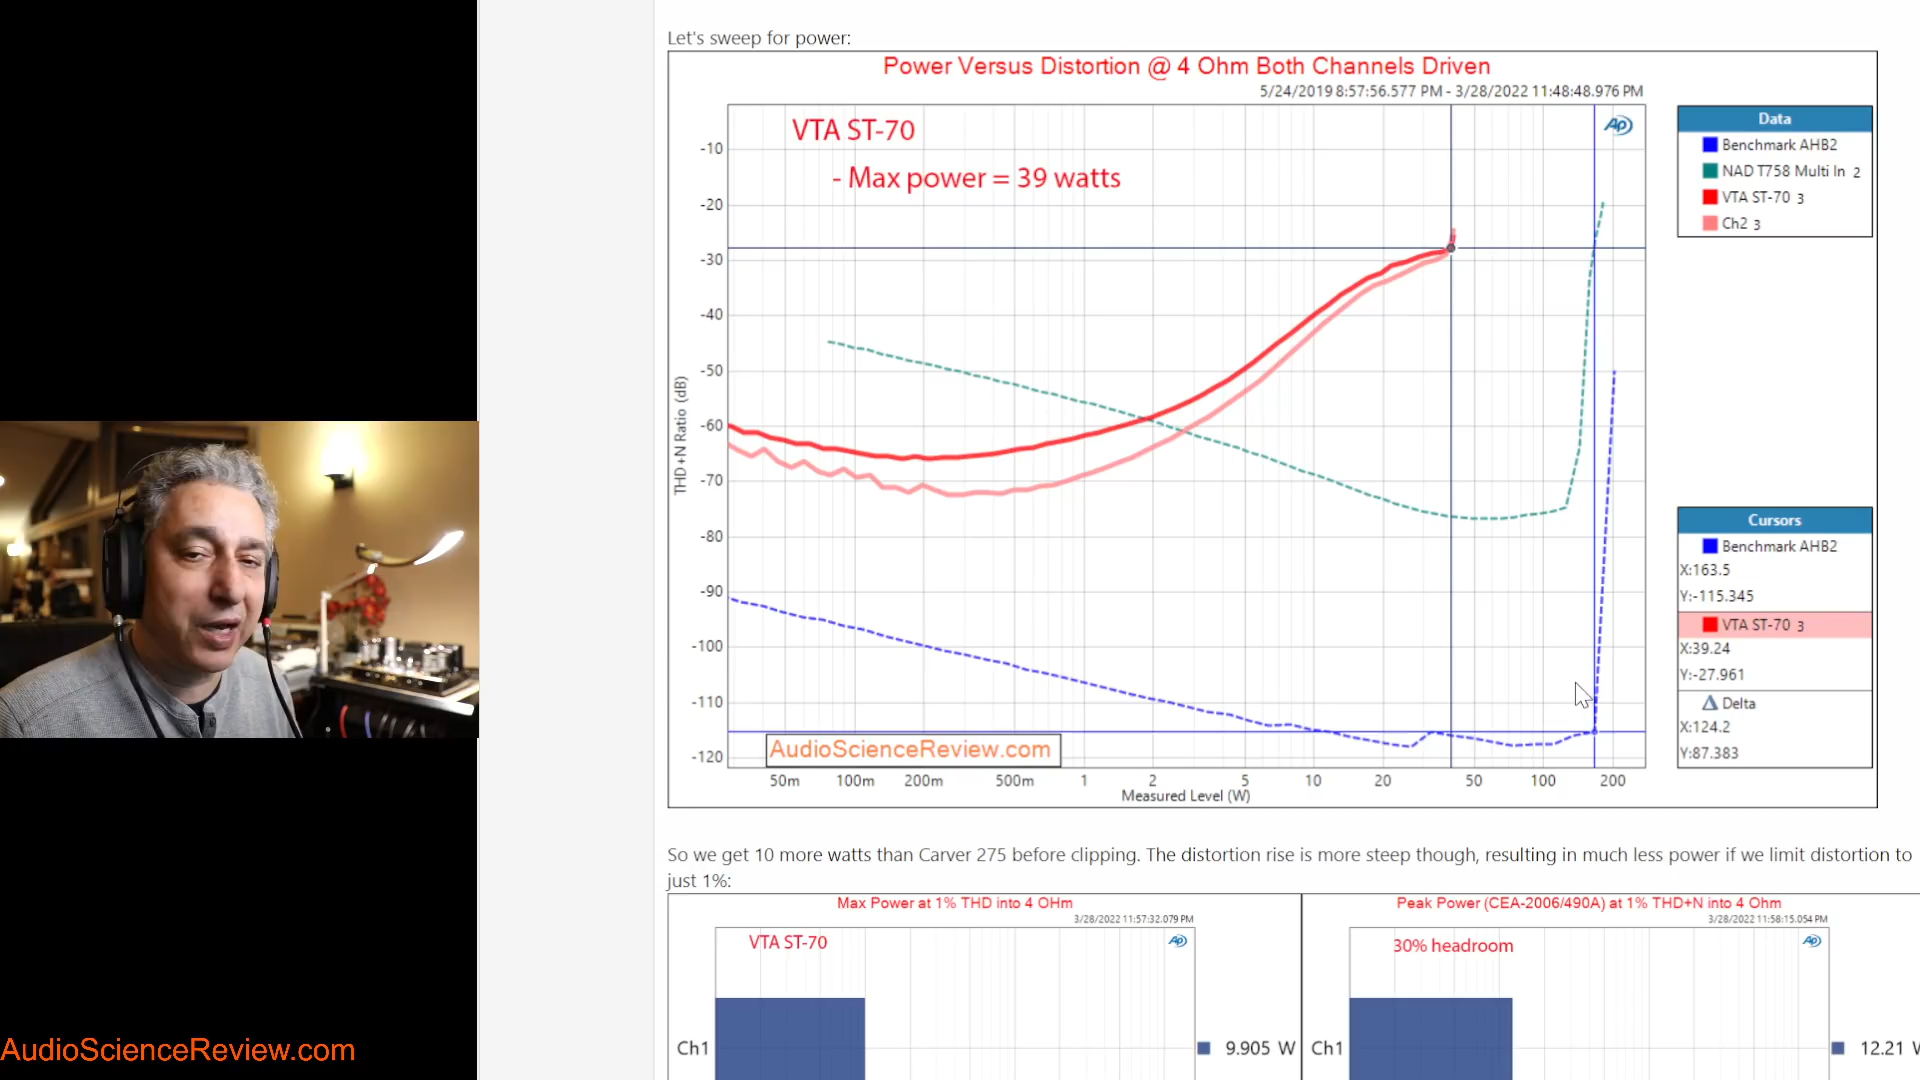 Let's sweep for power:
Power Versus Distortion @ 4 Ohm Both Channels Driven
5/24/2019 8:57:56.577 PM - 3/28/2022 11:48:48.976 PM
VTA ST-70
- Max power = 39 watts
AP
THD+N Ratio (dB)
-10
-20
-30
-40
-50
-60
-70
-80
-90
-100
-110
-120
AudioScienceReview.com
50m 100m 200m 500m 1 2 5 10 20 50 100 200
Measured Level (W)
Data
Benchmark AHB2
NAD T758 Multi In 2
VTA ST-70 3
Ch2 3
Cursors
Benchmark AHB2
X:163.5
Y:-115.345
VTA ST-70 3
X:39.24
Y:-27.961
Δ Delta
X:124.2
Y:87.383
So we get 10 more watts than Carver 275 before clipping. The distortion rise is more steep though, resulting in much less power if we limit distortion to
just 1%:
Max Power at 1% THD into 4 OHm
3/28/2022 11:57:32.079 PM
VTA ST-70
AP
Ch1
9.905 W
Peak Power (CEA-2006/490A) at 1% THD+N into 4 Ohm
3/28/2022 11:58:15.054 PM
30% headroom
AP
Ch1
12.21 W
AudioScienceReview.com